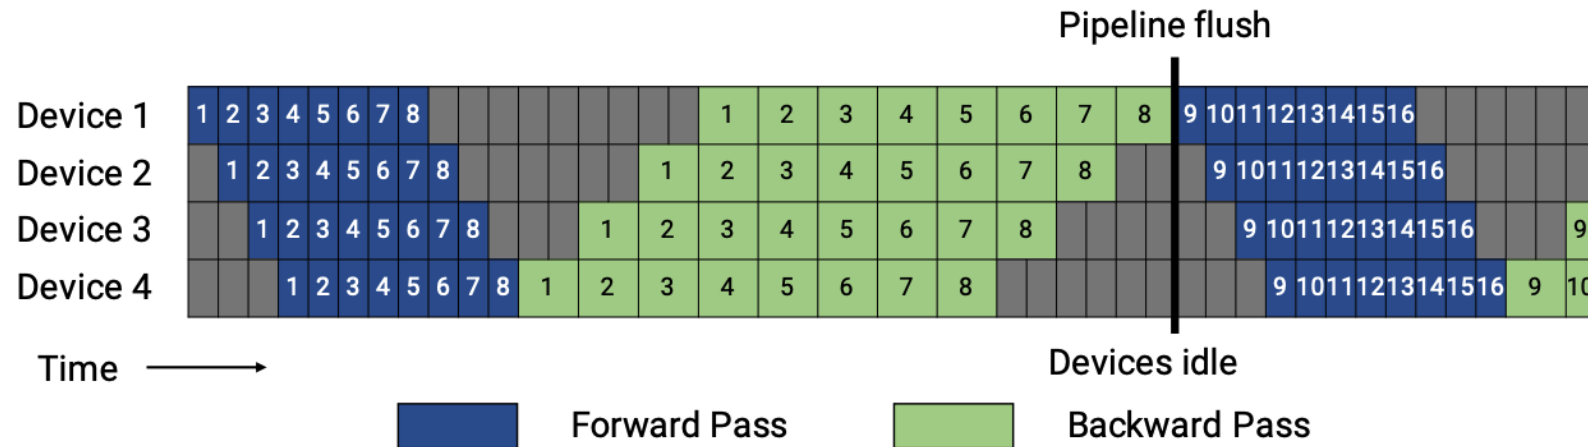 Pipeline flush
Device 1 1 2 3 4 5 6 7 8 1 2 3 4 5 6 7 8 9 10 11 12 13 14 15 16
Device 2 1 2 3 4 5 6 7 8 1 2 3 4 5 6 7 8 9 10 11 12 13 14 15 16
Device 3 1 2 3 4 5 6 7 8 1 2 3 4 5 6 7 8 9 10 11 12 13 14 15 16 9
Device 4 1 2 3 4 5 6 7 8 1 2 3 4 5 6 7 8 9 10 11 12 13 14 15 16 9 10
Time Devices idle
Forward Pass Backward Pass